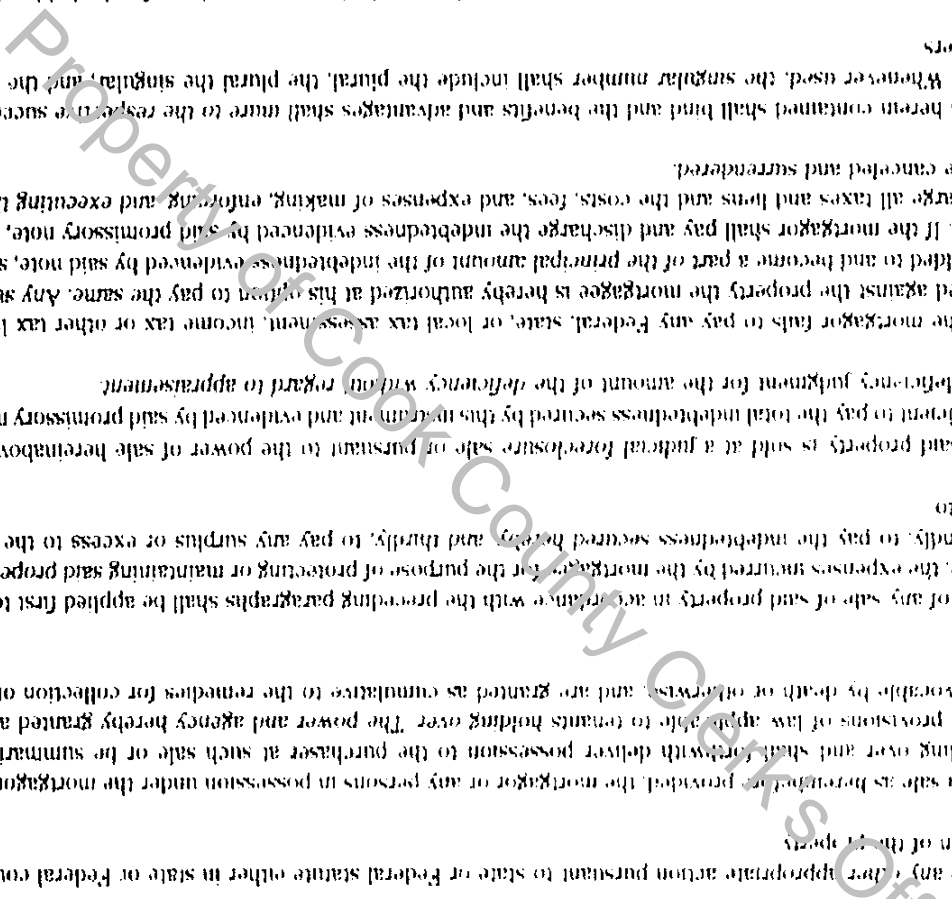 any other appropriate action pursuant to state or Federal statute either in state or Federal cou
n of the property
sale as hereinbefore provided, the mortgagor or any persons in possession under the mortgagor
ing over and shall forthwith deliver possession to the purchaser at such sale or be summari
provisions of law applicable to tenants holding over. The power and agency hereby granted a
vocable by death or otherwise, and are granted as cumulative to the remedies for collection o
of any sale of said property in accordance with the preceding paragraphs shall be applied first to
, the expenses incurred by the mortgagee for the purpose of protecting or maintaining said prope
ndly, to pay the indebtedness secured hereby, and thirdly, to pay any surplus or excess to the
to
aid property is sold at a judicial foreclosure sale or pursuant to the power of sale hereinabov
ient to pay the total indebtedness secured by this instrument and evidenced by said promissory n
deficiency judgment for the amount of the deficiency without regard to appraisement.
he mortgagor fails to pay any Federal, state, or local tax assessment, income tax or other tax l
ed against the property the mortgagee is hereby authorized at his option to pay the same. Any su
dded to and become a part of the principal amount of the indebtedness evidenced by said note, s
. If the mortgagor shall pay and discharge the indebtedness evidenced by said promissory note,
arge all taxes and liens and the costs, fees, and expenses of making, enforcing, and executing t
e canceled and surrendered.
herein contained shall bind and the benefits and advantages shall inure to the respective succe
Whenever used, the singular number shall include the plural, the plural the singular, and the
ers
Property of Cook County Clerk's Off